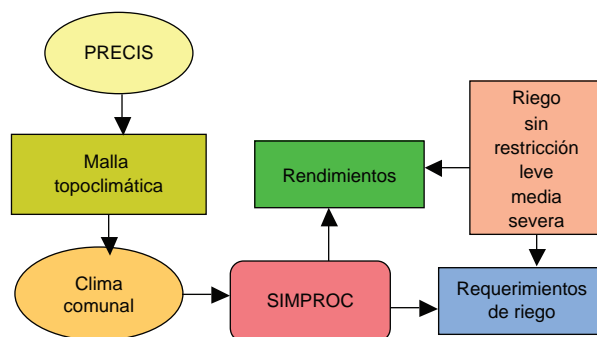 PRECIS
Malla
topoclimática
Clima
comunal
SIMPROC
Rendimientos
Riego
sin
restricción
leve
media
severa
Requerimientos
de riego